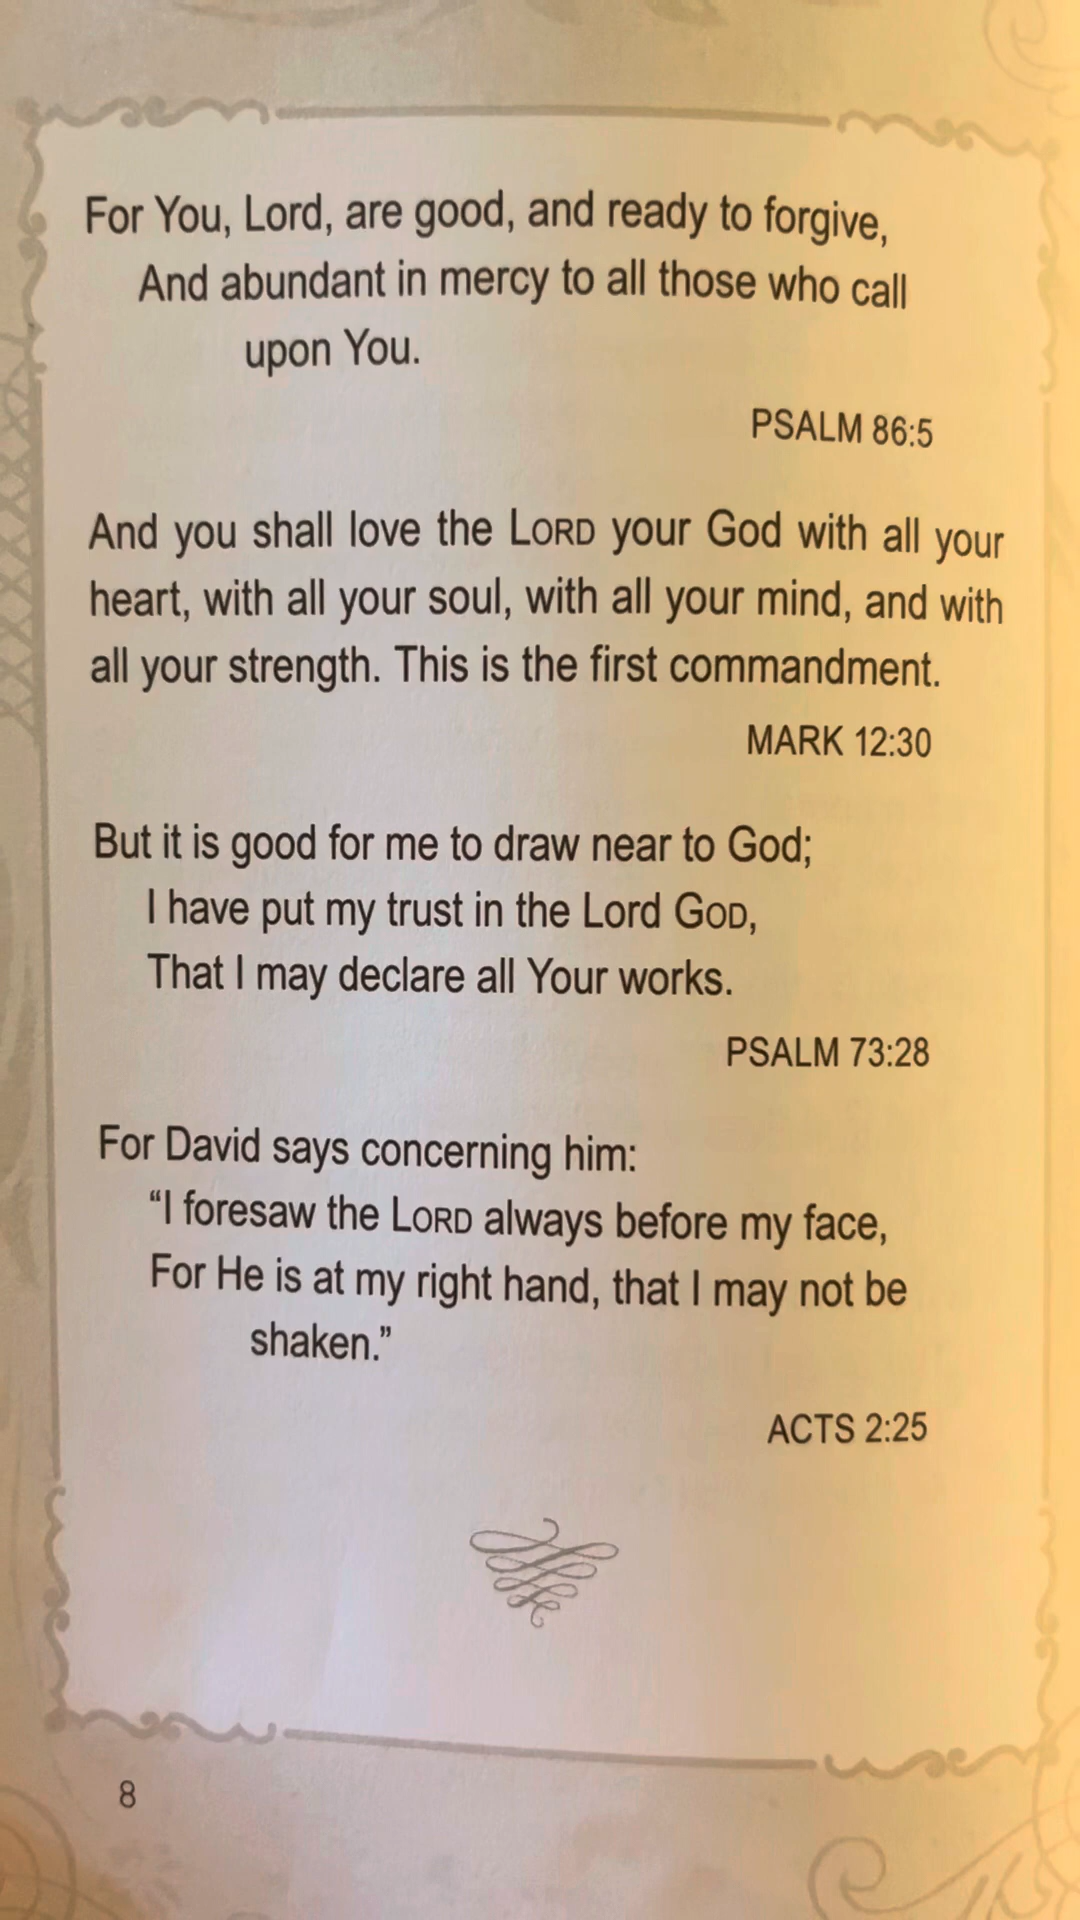 For You, Lord, are good, and ready to forgive,
And abundant in mercy to all those who call
upon You.
PSALM 86:5
And you shall love the LORD your God with all your
heart, with all your soul, with all your mind, and with
all your strength. This is the first commandment.
MARK 12:30
But it is good for me to draw near to God;
I have put my trust in the Lord GOD,
That I may declare all Your works.
PSALM 73:28
For David says concerning him:
“I foresaw the LORD always before my face,
For He is at my right hand, that I may not be
shaken.”
ACTS 2:25
8